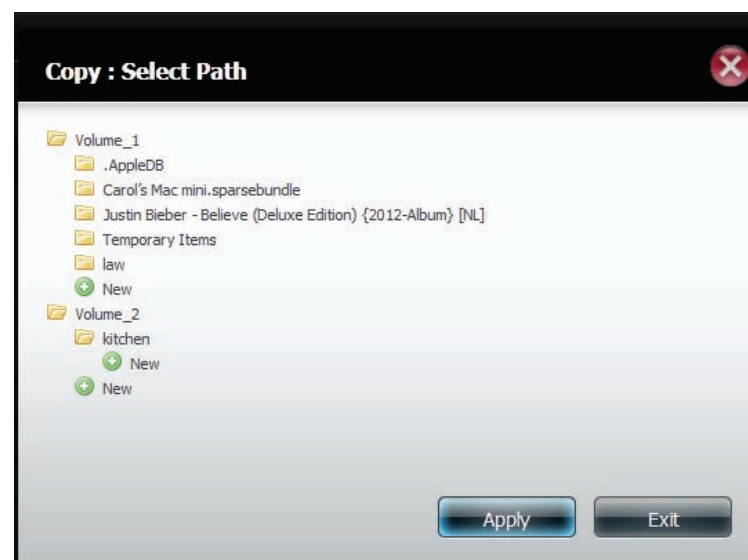 Copy : Select Path
Volume_1
.AppleDB
Carol's Mac mini.sparsebundle
Justin Bieber - Believe (Deluxe Edition) {2012-Album} [NL]
Temporary Items
law
New
Volume_2
kitchen
New
New
Apply Exit